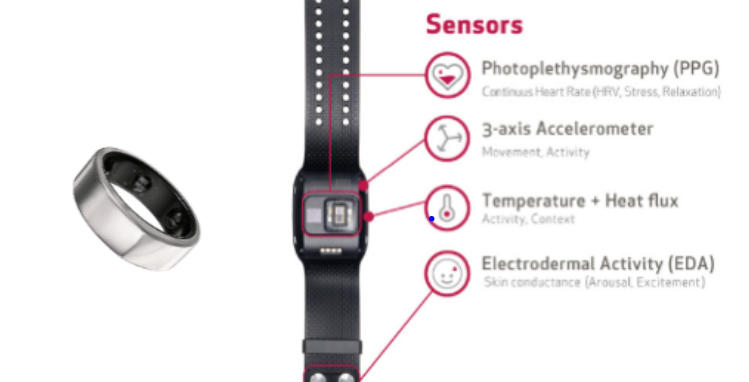 Sensors
Photoplethysmography (PPG)
Continuus Heart Rate (HRV, Stress, Relaxation)
3-axis Accelerometer
Movement, Activity
Temperature + Heat flux
Activity, Context
Electrodermal Activity (EDA)
Skin conductance (Arousal, Excitement)